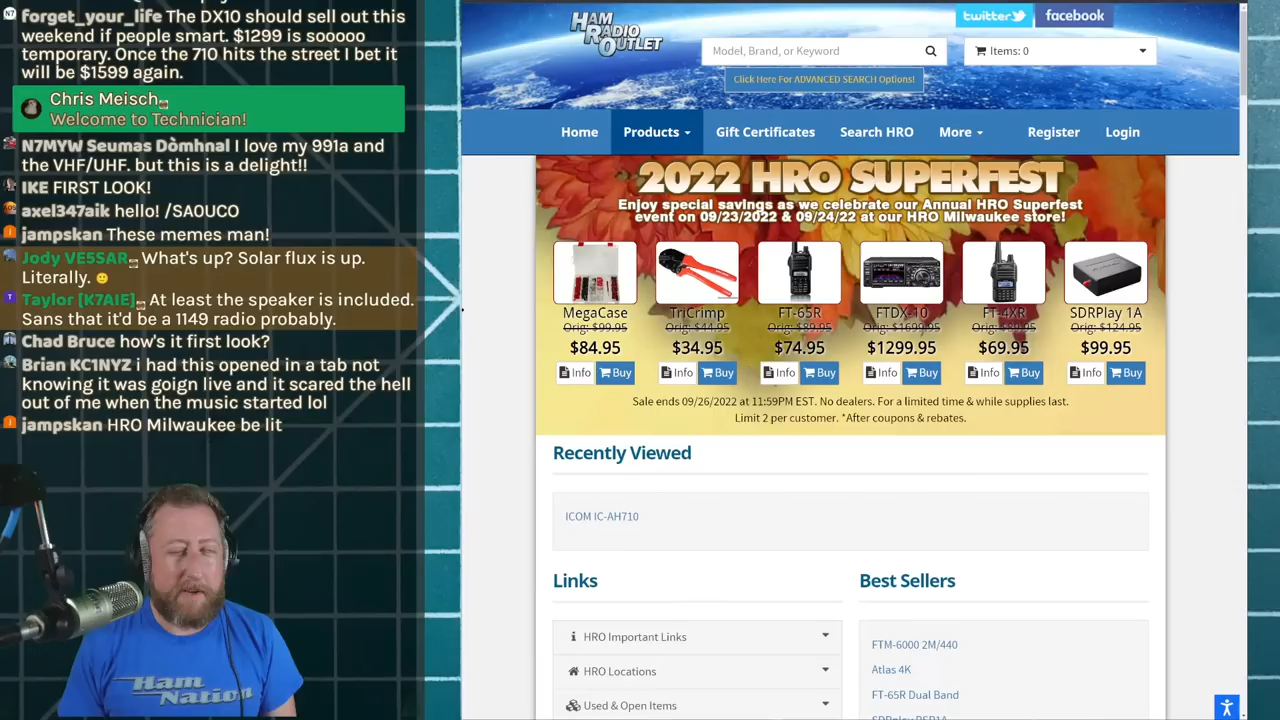 forget_your_life The DX10 should sell out this
weekend if people smart. $1299 is sooooo
temporary. Once the 710 hits the street I bet it
will be $1599 again.
Chris Meisch
Welcome to Technician!
N7MYW Seumas Dòmhnal I love my 991a and
the VHF/UHF. but this is a delight!!
IKE FIRST LOOK!
axel347aik hello! /SA0UCO
jampskan These memes man!
Jody VE5SAR What's up? Solar flux is up.
Literally.
Taylor [K7AIE] At least the speaker is included.
Sans that it'd be a 1149 radio probably.
Chad Bruce how's it first look?
Brian KC1NYZ i had this opened in a tab not
knowing it was goign live and it scared the hell
out of me when the music started lol
jampskan HRO Milwaukee be lit
Ham Nation
HAM RADIO OUTLET
twitter
facebook
Model, Brand, or Keyword
Items: 0
Click Here For ADVANCED SEARCH Options!
Home Products Gift Certificates Search HRO More Register Login
2022 HRO SUPERFEST
Enjoy special savings as we celebrate our Annual HRO Superfest
event on 09/23/2022 & 09/24/22 at our HRO Milwaukee store!
MegaCase TriCrimp FT-65R FTDX-10 FT-4XR SDRPlay 1A
Orig: $99.95 Orig: $44.95 Orig: $89.95 Orig: $1699.95 Orig: $89.95 Orig: $124.95
$84.95 $34.95 $74.95 $1299.95 $69.95 $99.95
Info Buy Info Buy Info Buy Info Buy Info Buy Info Buy
Sale ends 09/26/2022 at 11:59PM EST. No dealers. For a limited time & while supplies last.
Limit 2 per customer. *After coupons & rebates.
Recently Viewed
ICOM IC-AH710
Links
HRO Important Links
HRO Locations
Used & Open Items
Best Sellers
FTM-6000 2M/440
Atlas 4K
FT-65R Dual Band
SDRplay RSP1A